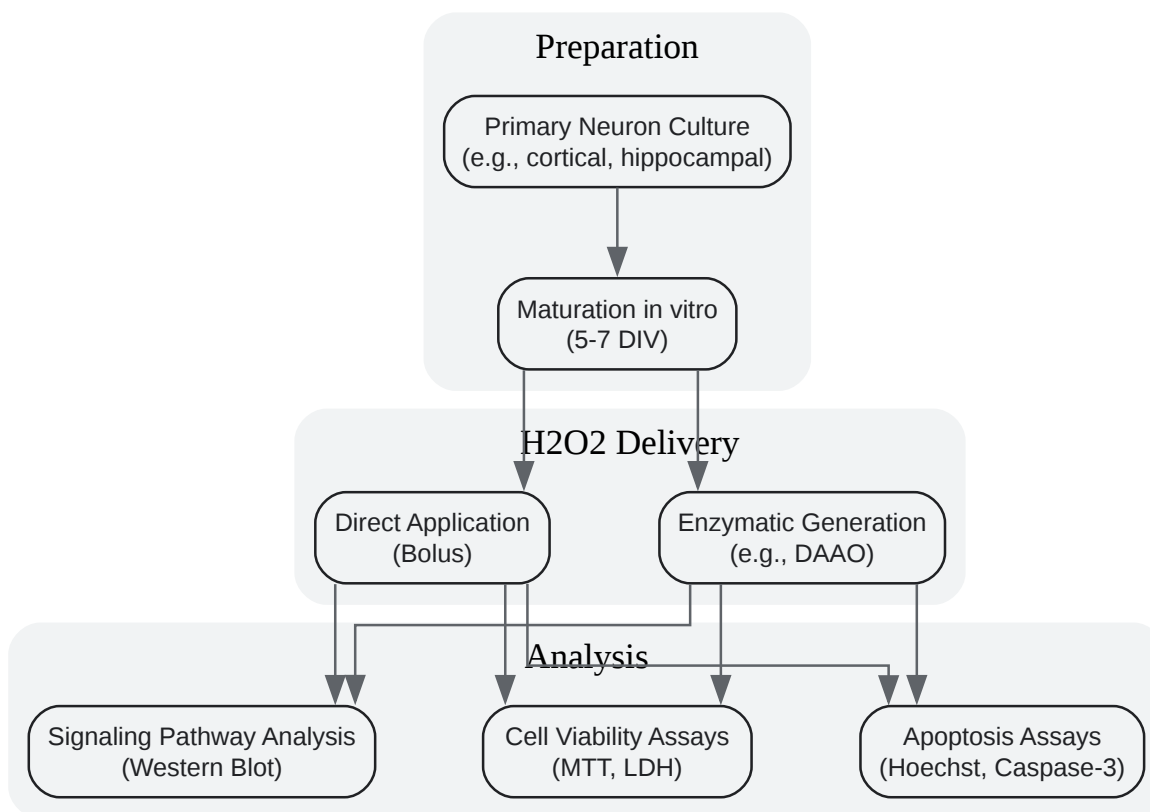 Preparation
Primary Neuron Culture
(e.g., cortical, hippocampal)
Maturation in vitro
(5-7 DIV)
H2O2 Delivery
Direct Application
(Bolus)
Enzymatic Generation
(e.g., DAAO)
Analysis
Signaling Pathway Analysis
(Western Blot)
Cell Viability Assays
(MTT, LDH)
Apoptosis Assays
(Hoechst, Caspase-3)